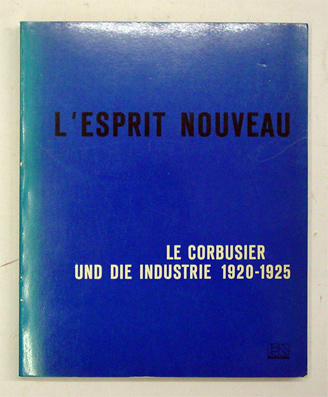 L'ESPRIT NOUVEAU
LE CORBUSIER
UND DIE INDUSTRIE 1920-1925